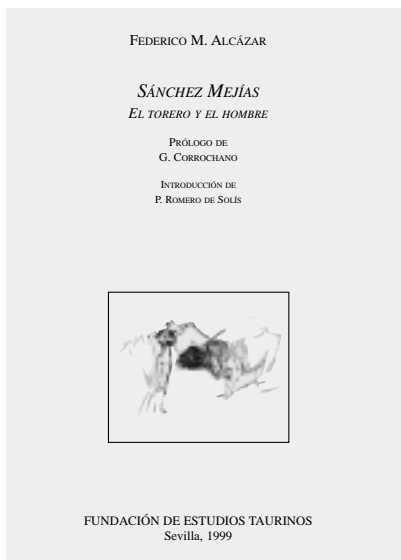 FEDERICO M. ALCÁZAR
SÁNCHEZ MEJÍAS
EL TORERO Y EL HOMBRE
PRÓLOGO DE
G. CORROCHANO
INTRODUCCIÓN DE
P. ROMERO DE SOLÍS
FUNDACIÓN DE ESTUDIOS TAURINOS
Sevilla, 1999